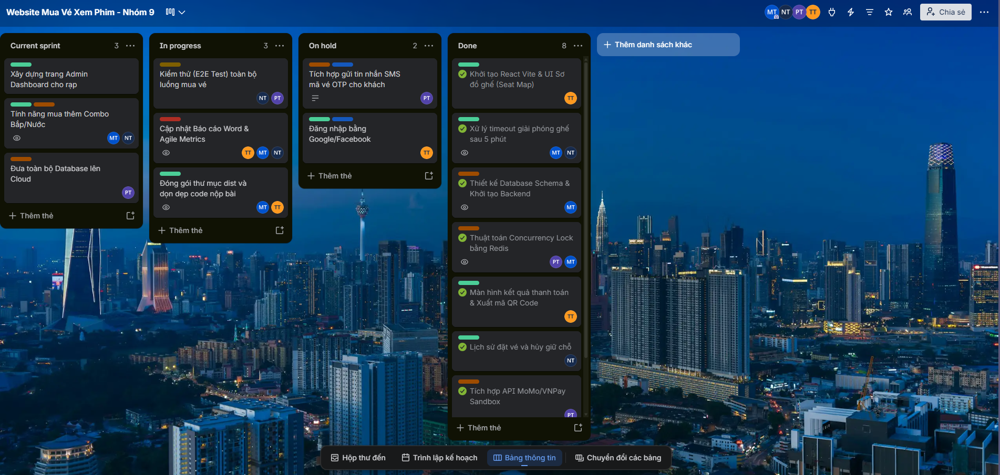 Website Mua Vé Xem Phim - Nhóm 9
MT NT PT TT
Chia sẻ
Current sprint 3
Xây dựng trang Admin
Dashboard cho rạp
Tính năng mua thêm Combo
Bắp/Nước
MT NT
Đưa toàn bộ Database lên
Cloud
PT
Thêm thẻ
In progress 3
Kiểm thử (E2E Test) toàn bộ
luồng mua vé
NT PT
Cập nhật Báo cáo Word &
Agile Metrics
TT MT NT
Đóng gói thư mục dist và
dọn dẹp code nộp bài
MT TT
Thêm thẻ
On hold 2
Tích hợp gửi tin nhắn SMS
mã vé OTP cho khách
PT
Đăng nhập bằng
Google/Facebook
TT
Thêm thẻ
Done 8
Khởi tạo React Vite & UI Sơ
đồ ghế (Seat Map)
TT
Xử lý timeout giải phóng ghế
sau 5 phút
MT NT
Thiết kế Database Schema &
Khởi tạo Backend
MT
Thuật toán Concurrency Lock
bằng Redis
PT MT
Màn hình kết quả thanh toán
& Xuất mã QR Code
TT
Lịch sử đặt vé và hủy giữ chỗ
NT
Tích hợp API MoMo/VNPay
Sandbox
PT
Thêm thẻ
Thêm danh sách khác
Hộp thư đến
Trình lập kế hoạch
Bảng thông tin
Chuyển đổi các bảng